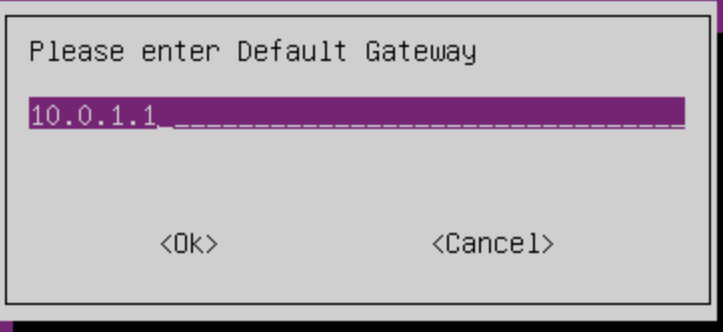 Please enter Default Gateway
10.0.1.1
<Ok> <Cancel>